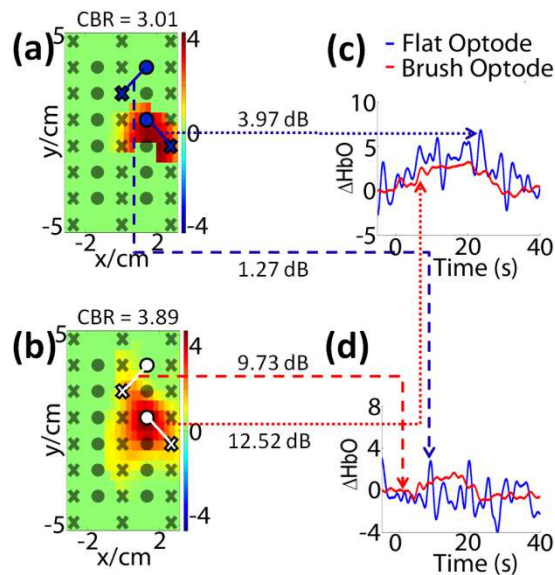 CBR = 3.01
(a)
5
0
-5
y/cm
-2
2
x/cm
4
0
-4
(c)
– Flat Optode
– Brush Optode
3.97 dB
10
5
0
-5
ΔHbO
0
20
40
Time (s)
1.27 dB
CBR = 3.89
(b)
5
0
-5
y/cm
-2
2
x/cm
4
0
-4
9.73 dB
12.52 dB
(d)
8
4
0
-4
ΔHbO
0
20
40
Time (s)